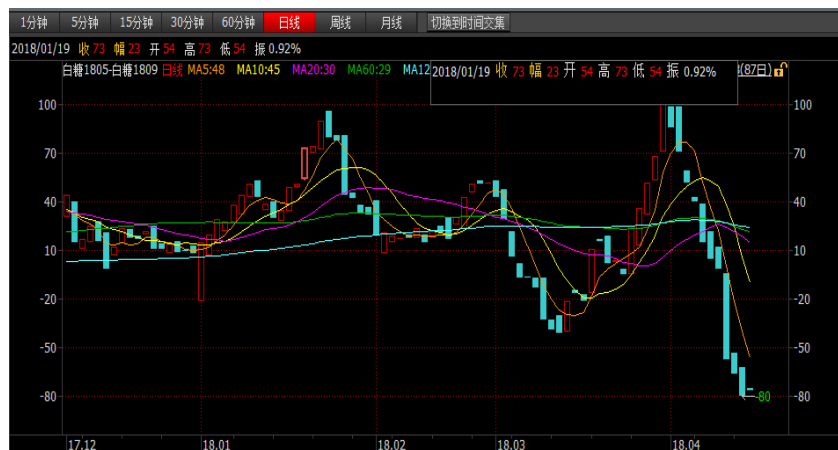 1分钟 5分钟 15分钟 30分钟 60分钟 日线 周线 月线 切换到时间交集
2018/01/19 收 73 幅 23 开 54 高 73 低 54 振 0.92%
白糖1805-白糖1809 日线 MA5:48 MA10:45 MA20:30 MA60:29 MA12
2018/01/19 收 73 幅 23 开 54 高 73 低 54 振 0.92%
(87日)
100 100
70 70
40 40
10 10
-20 -20
-50 -50
-80 -80 -80
17.12 18.01 18.02 18.03 18.04